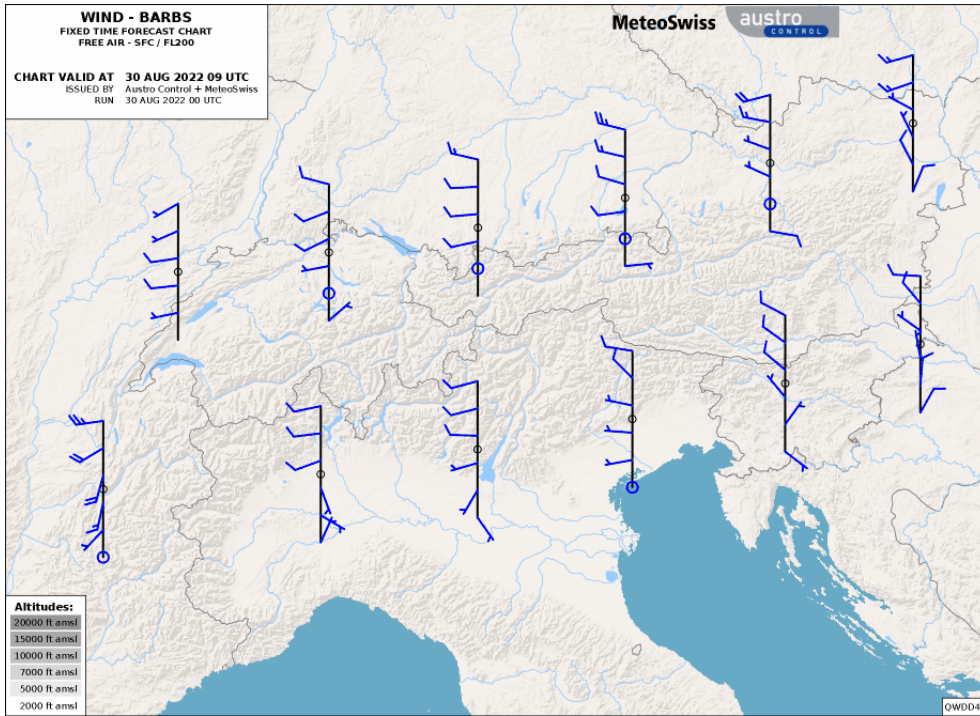 WIND - BARBS
FIXED TIME FORECAST CHART
FREE AIR - SFC / FL200
CHART VALID AT 30 AUG 2022 09 UTC
ISSUED BY Austro Control + MeteoSwiss
RUN 30 AUG 2022 00 UTC
MeteoSwiss
austro
CONTROL
Altitudes:
20000 ft amsl
15000 ft amsl
10000 ft amsl
7000 ft amsl
5000 ft amsl
2000 ft amsl